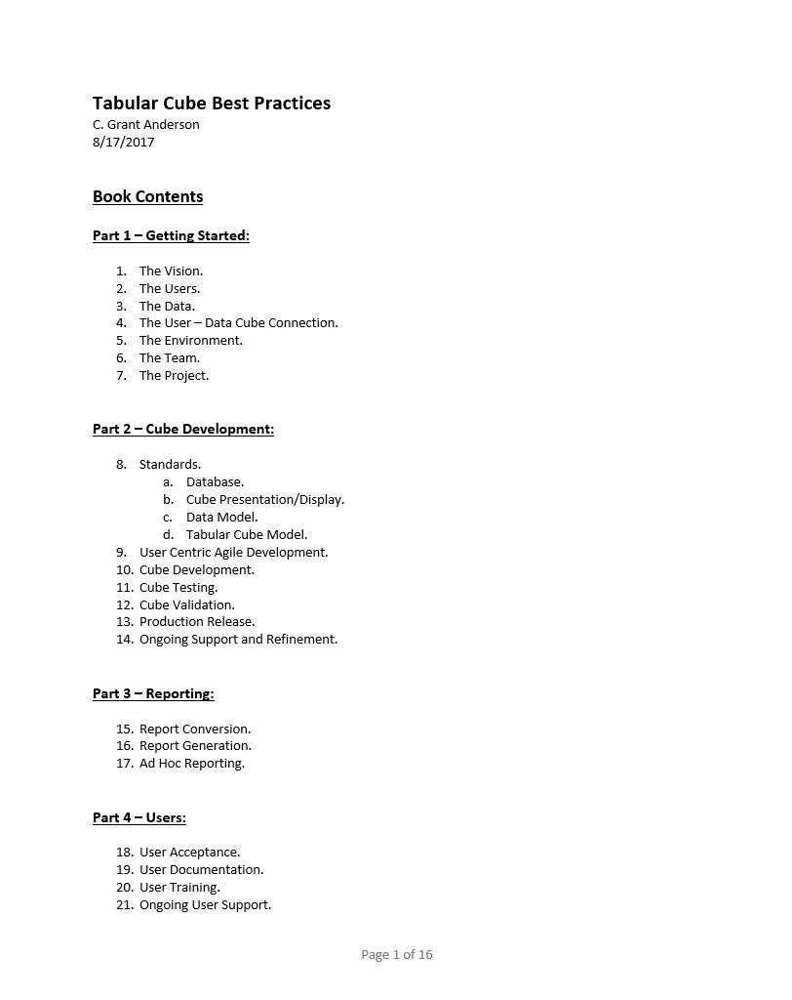 Tabular Cube Best Practices
C. Grant Anderson
8/17/2017
Book Contents
Part 1 – Getting Started:
1. The Vision.
2. The Users.
3. The Data.
4. The User – Data Cube Connection.
5. The Environment.
6. The Team.
7. The Project.
Part 2 – Cube Development:
8. Standards.
a. Database.
b. Cube Presentation/Display.
c. Data Model.
d. Tabular Cube Model.
9. User Centric Agile Development.
10. Cube Development.
11. Cube Testing.
12. Cube Validation.
13. Production Release.
14. Ongoing Support and Refinement.
Part 3 – Reporting:
15. Report Conversion.
16. Report Generation.
17. Ad Hoc Reporting.
Part 4 – Users:
18. User Acceptance.
19. User Documentation.
20. User Training.
21. Ongoing User Support.
Page 1 of 16